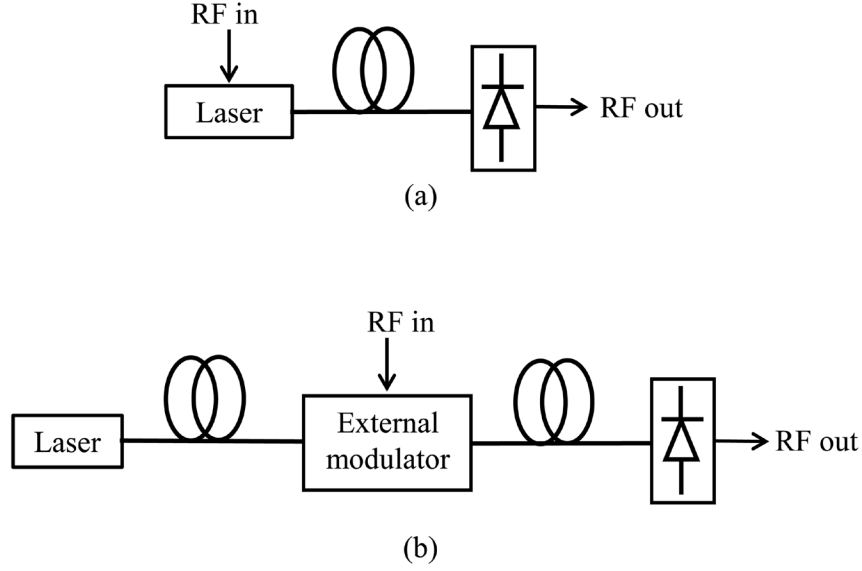 RF in
Laser
RF out
(a)
RF in
Laser
External
modulator
RF out
(b)